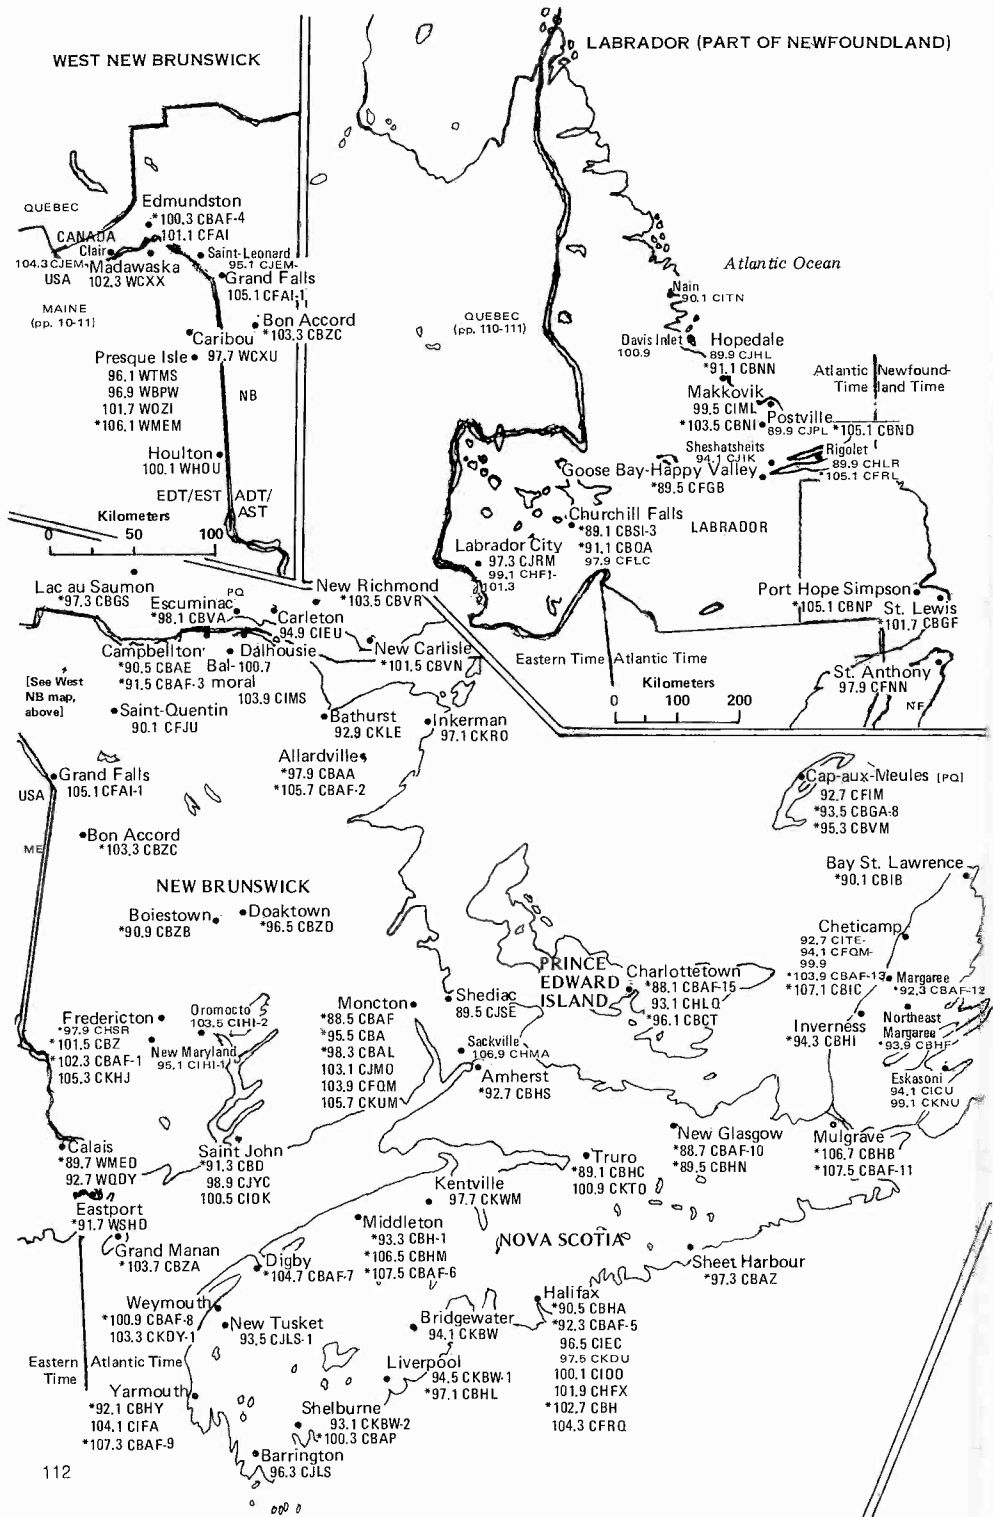 WEST NEW BRUNSWICK
LABRADOR (PART OF NEWFOUNDLAND)
QUEBEC
Edmundston
*100.3 CBAF-4
101.1 CFAI
CANADA
Clair
104.3 CJEM-
USA
Madawaska
102.3 WCXX
Saint-Leonard
95.1 CJEM-
Grand Falls
105.1 CFAI-1
MAINE
(pp. 10-11)
Bon Accord
*103.3 CBZC
Caribou
97.7 WCXU
Presque Isle
96.1 WTMS
96.9 WBPW
101.7 WOZI
*106.1 WMEM
NB
Houlton
100.1 WHOU
EDT/EST
ADT/
AST
Kilometers
0 50 100
QUEBEC
(pp. 110-111)
Atlantic Ocean
Nain
90.1 CITN
Davis Inlet
100.9
Hopedale
89.9 CJHL
*91.1 CBNN
Atlantic
Time
Newfound-
land Time
Makkovik
99.5 CIML
*103.5 CBNI
Postville
89.9 CJPL
*105.1 CBND
Sheshatsheits
94.1 CJIK
Rigolet
89.9 CHLR
*105.1 CFRL
Goose Bay-Happy Valley
*89.5 CFGB
Churchill Falls
*89.1 CBSI-3
*91.1 CBQA
97.9 CFLC
LABRADOR
Labrador City
97.3 CJRM
99.1 CHFJ-
101.3
Port Hope Simpson
*105.1 CBNP
St. Lewis
*101.7 CBGF
Eastern Time
Atlantic Time
Kilometers
0 100 200
St. Anthony
97.9 CFNN
NF
Lac au Saumon
*97.3 CBGS
PQ
Escuminac
*98.1 CBVA
Carleton
94.9 CIEU
New Richmond
*103.5 CBVR
New Carlisle
*101.5 CBVN
Campbellton
*90.5 CBAE
*91.5 CBAF-3
Dalhousie
100.7
Bal-
moral
103.9 CIMS
[See West
NB map,
above]
Saint-Quentin
90.1 CFJU
Bathurst
92.9 CKLE
Inkerman
97.1 CKRO
Allardville
*97.9 CBAA
*105.7 CBAF-2
Grand Falls
105.1 CFAI-1
USA
ME
Bon Accord
*103.3 CBZC
Cap-aux-Meules [PQ]
92.7 CFIM
*93.5 CBGA-8
*95.3 CBVM
Bay St. Lawrence
*90.1 CBIB
NEW BRUNSWICK
Boiestown
*90.9 CBZB
Doaktown
*96.5 CBZD
Cheticamp
92.7 CITE-
94.1 CFQM-
99.9
*103.9 CBAF-13
*107.1 CBIC
Margaree
*92.3 CBAF-12
PRINCE
EDWARD
ISLAND
Charlottetown
*88.1 CBAF-15
93.1 CHLQ
*96.1 CBCT
Shediac
89.5 CJSE
Moncton
*88.5 CBAF
*95.5 CBA
*98.3 CBAL
103.1 CJMO
103.9 CFQM
105.7 CKUM
Fredericton
*97.9 CHSR
*101.5 CBZ
*102.3 CBAF-1
105.3 CKHJ
Oromocto
103.5 CIHI-2
New Maryland
95.1 CIHI-1
Inverness
*94.3 CBHI
Northeast
Margaree
*93.9 CBHF
Sackville
106.9 CHMA
Amherst
*92.7 CBHS
Eskasoni
94.1 CICU
99.1 CKNU
Calais
*89.7 WMED
92.7 WQDY
Saint John
*91.3 CBD
98.9 CJYC
100.5 CIOK
Truro
*89.1 CBHC
100.9 CKTO
New Glasgow
*88.7 CBAF-10
*89.5 CBHN
Mulgrave
*106.7 CBHB
*107.5 CBAF-11
Kentville
97.7 CKWM
Eastport
*91.7 WSHD
Grand Manan
*103.7 CBZA
Middleton
*93.3 CBH-1
*106.5 CBHM
*107.5 CBAF-6
NOVA SCOTIA
Digby
*104.7 CBAF-7
Sheet Harbour
*97.3 CBAZ
Weymouth
*100.9 CBAF-8
103.3 CKDY-1
New Tusket
93.5 CJLS-1
Bridgewater
94.1 CKBW
Halifax
*90.5 CBHA
*92.3 CBAF-5
96.5 CIEC
97.5 CKDU
100.1 CIOO
101.9 CHFX
*102.7 CBH
104.3 CFRQ
Eastern
Time
Atlantic Time
Liverpool
94.5 CKBW-1
*97.1 CBHL
Yarmouth
*92.1 CBHY
104.1 CIFA
*107.3 CBAF-9
Shelburne
93.1 CKBW-2
*100.3 CBAP
Barrington
96.3 CJLS
112